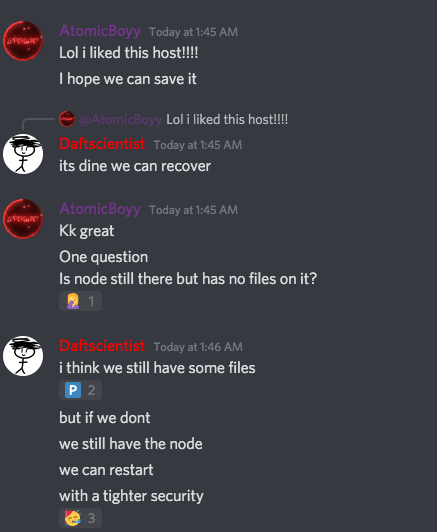 AtomicBoyy Today at 1:45 AM
Lol i liked this host!!!!
I hope we can save it
@AtomicBoyy Lol i liked this host!!!!
Daftscientist Today at 1:45 AM
its dine we can recover
AtomicBoyy Today at 1:45 AM
Kk great
One question
Is node still there but has no files on it?
1
Daftscientist Today at 1:46 AM
i think we still have some files
P 2
but if we dont
we still have the node
we can restart
with a tighter security
3